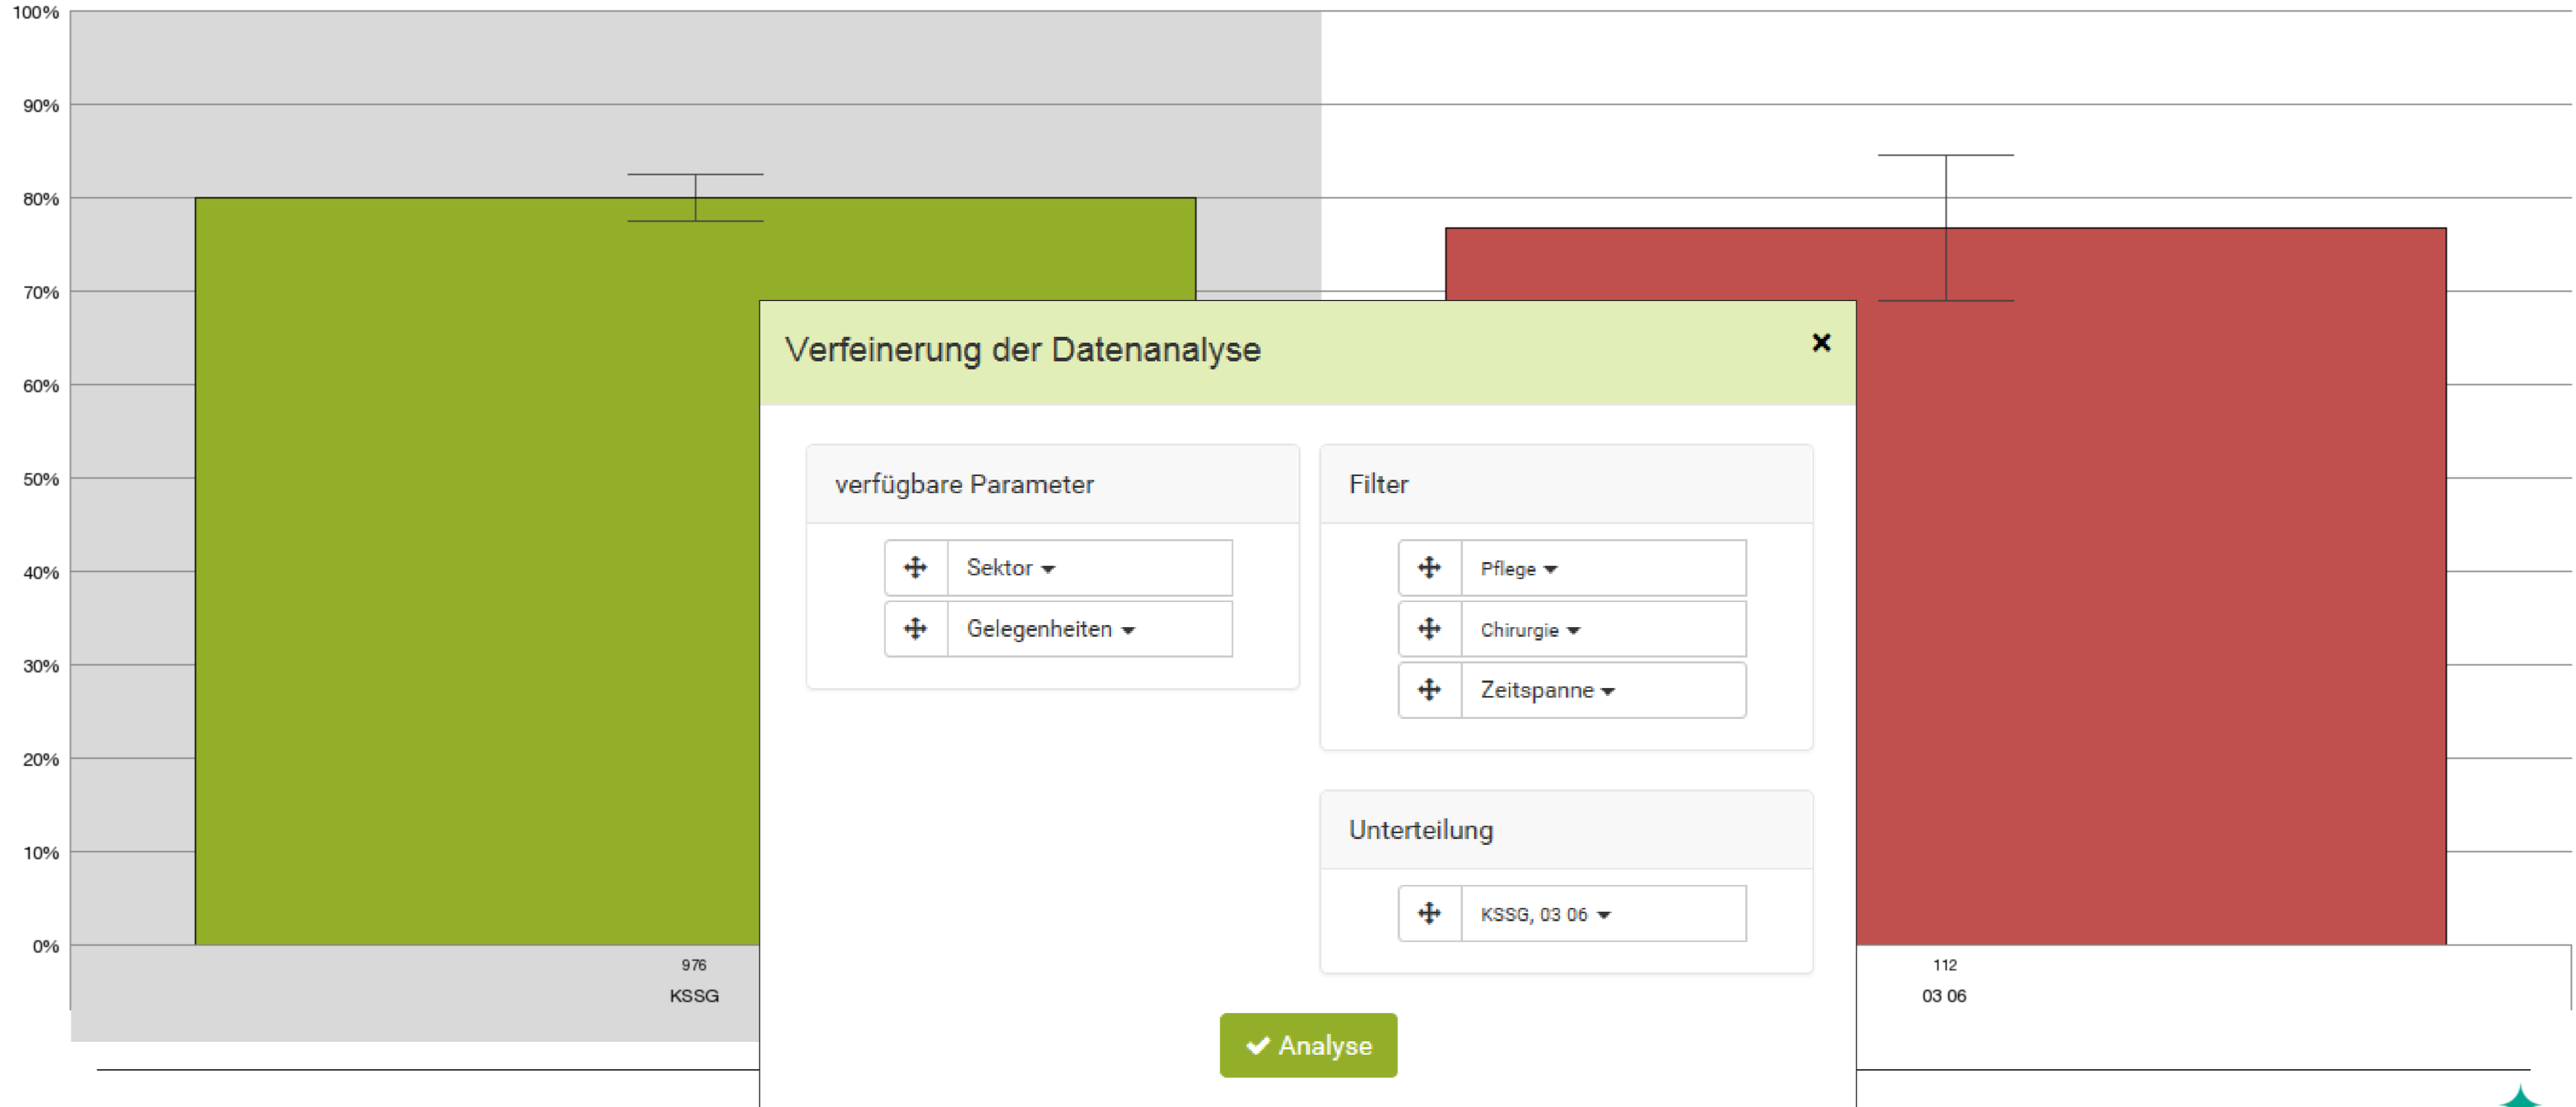 100%
90%
80%
70%
60%
50%
40%
30%
20%
10%
0%
976
KSSG
112
03 06
Verfeinerung der Datenanalyse
verfügbare Parameter
Sektor
Gelegenheiten
Filter
Pflege
Chirurgie
Zeitspanne
Unterteilung
KSSG, 03 06
Analyse